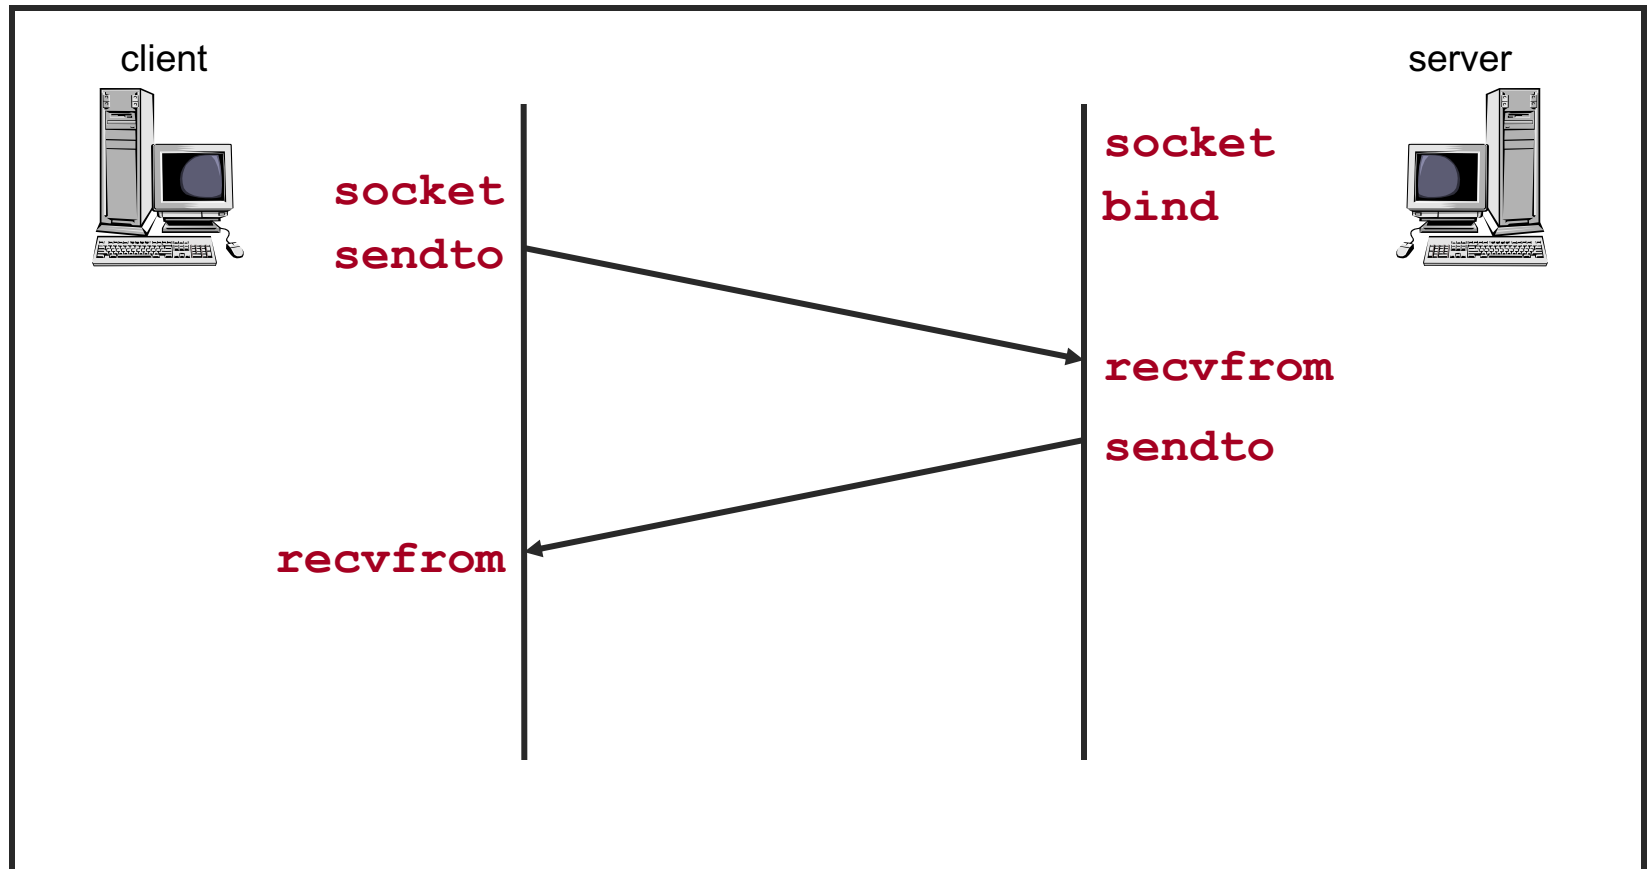 client
server
socket
bind
socket
sendto
recvfrom
sendto
recvfrom